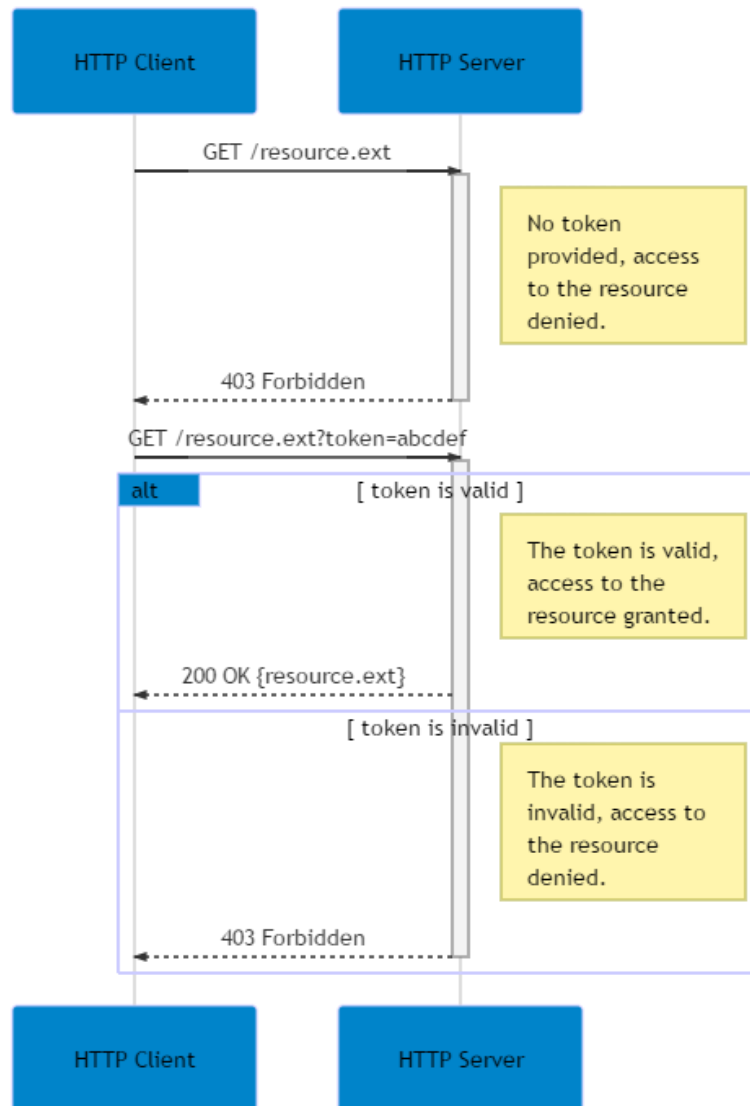 HTTP Client
HTTP Server
GET /resource.ext
No token
provided, access
to the resource
denied.
403 Forbidden
GET /resource.ext?token=abcdef
alt
[ token is valid ]
The token is valid,
access to the
resource granted.
200 OK {resource.ext}
[ token is invalid ]
The token is
invalid, access to
the resource
denied.
403 Forbidden
HTTP Client
HTTP Server